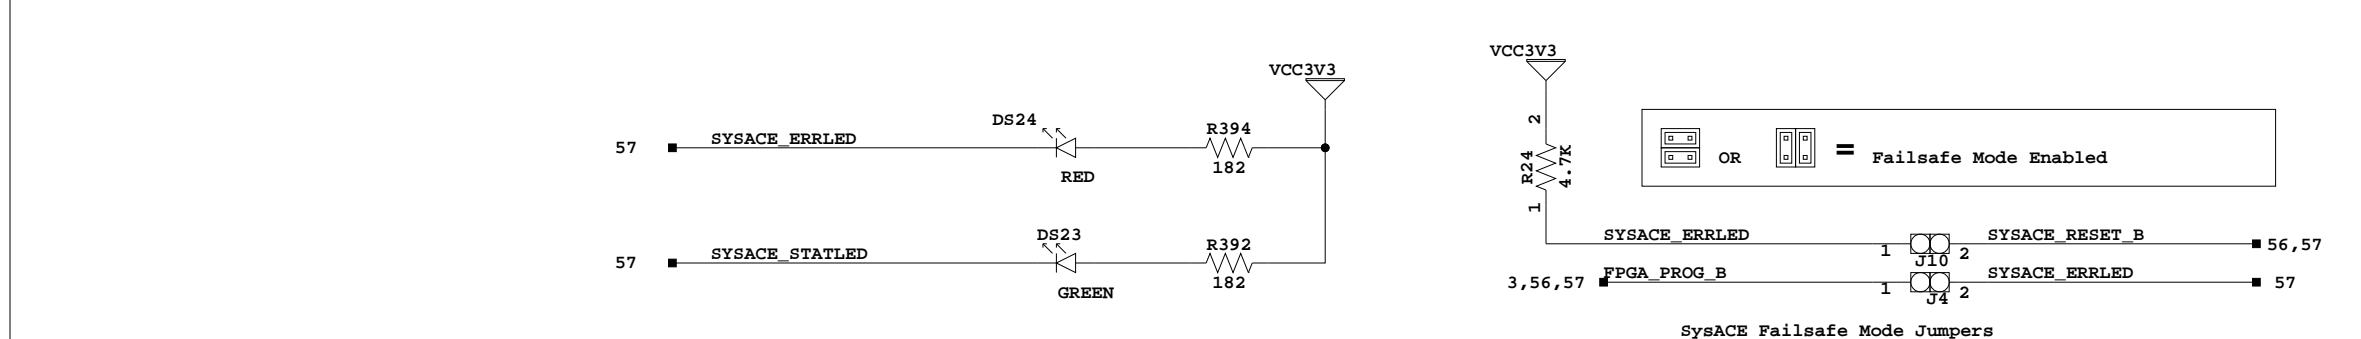 VCC3V3
VCC3V3
DS24
R394
2
57
SYSACE_ERRLED
182
RED
R24
4.7K
OR
=
Failsafe Mode Enabled
1
DS23
R392
57
SYSACE_STATLED
182
GREEN
SYSACE_ERRLED
1
J10
2
SYSACE_RESET_B
56,57
3,56,57
FPGA_PROG_B
1
J4
2
SYSACE_ERRLED
57
SysACE Failsafe Mode Jumpers